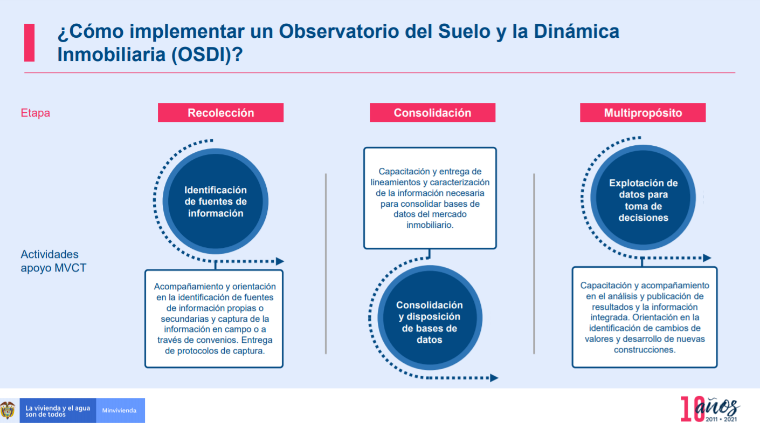 ¿Cómo implementar un Observatorio del Suelo y la Dinámica
Inmobiliaria (OSDI)?
Etapa
Recolección
Consolidación
Multipropósito
Actividades
apoyo MVCT
Identificación
de fuentes de
información
Acompañamiento y orientación
en la identificación de fuentes
de información propias o
secundarias y captura de la
información en campo o a
través de convenios. Entrega
de protocolos de captura.
Capacitación y entrega de
lineamientos y caracterización
de la información necesaria
para consolidar bases de
datos del mercado
inmobiliario.
Consolidación
y disposición
de bases de
datos
Explotación de
datos para
toma de
decisiones
Capacitación y acompañamiento
en el análisis y publicación de
resultados y la información
integrada. Orientación en la
identificación de cambios de
valores y desarrollo de nuevas
construcciones.
La vivienda y el agua
son de todos
Minvivienda
10 años
2011 • 2021